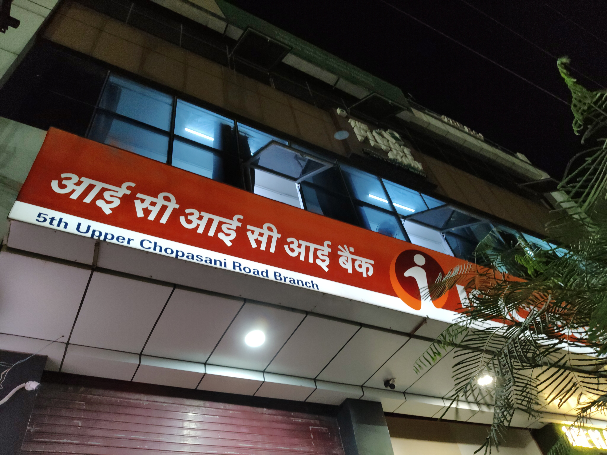 आई सी आई सी आई बैंक
5th Upper Chopasani Road Branch